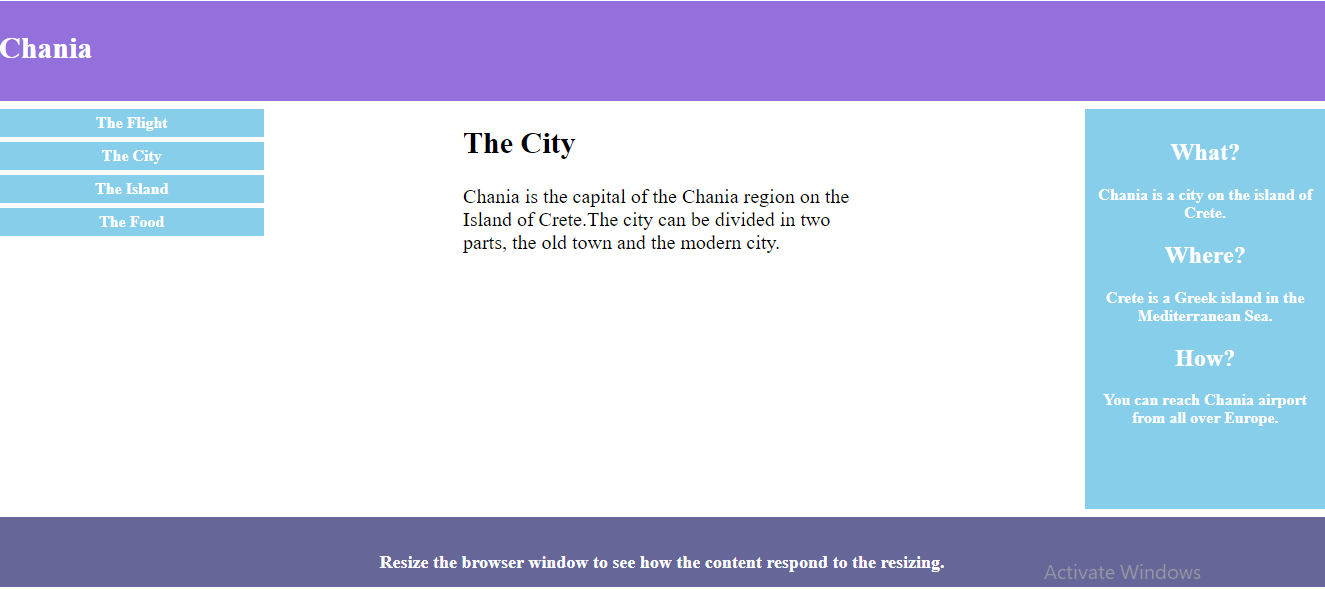 Chania
The Flight
The City
The Island
The Food
The City
Chania is the capital of the Chania region on the
Island of Crete.The city can be divided in two
parts, the old town and the modern city.
What?
Chania is a city on the island of
Crete.
Where?
Crete is a Greek island in the
Mediterranean Sea.
How?
You can reach Chania airport
from all over Europe.
Resize the browser window to see how the content respond to the resizing.
Activate Windows